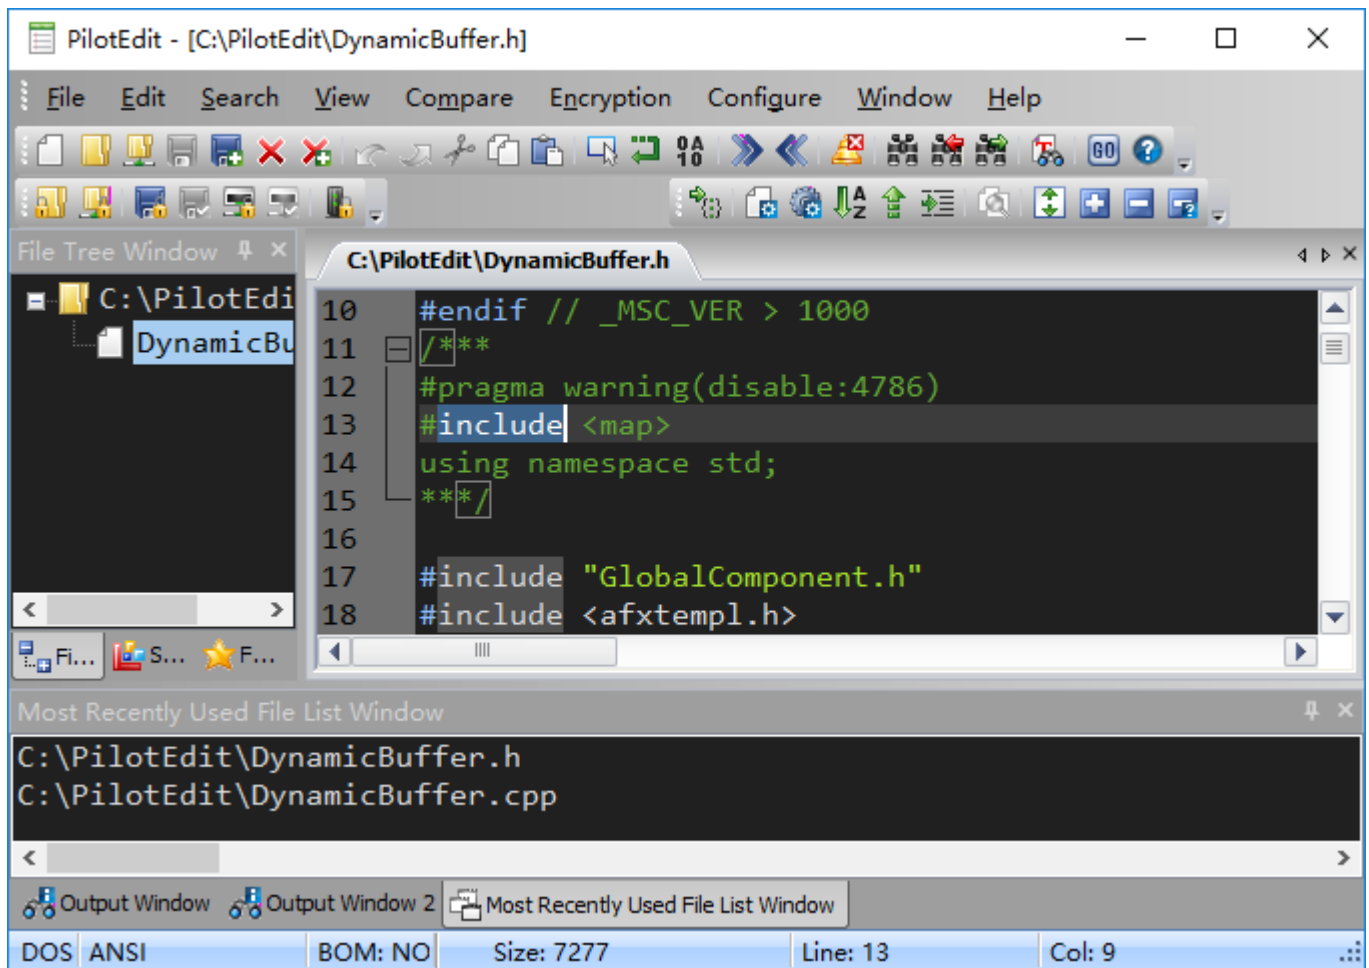 PilotEdit - [C:\PilotEdit\DynamicBuffer.h]
File Edit Search View Compare Encryption Configure Window Help
File Tree Window
C:\PilotEdi
DynamicBu
Fi... S... F...
C:\PilotEdit\DynamicBuffer.h
10 #endif // _MSC_VER > 1000
11 /***
12 #pragma warning(disable:4786)
13 #include <map>
14 using namespace std;
15 ***/
16
17 #include "GlobalComponent.h"
18 #include <afxtempl.h>
Most Recently Used File List Window
C:\PilotEdit\DynamicBuffer.h
C:\PilotEdit\DynamicBuffer.cpp
Output Window Output Window 2 Most Recently Used File List Window
DOS ANSI BOM: NO Size: 7277 Line: 13 Col: 9